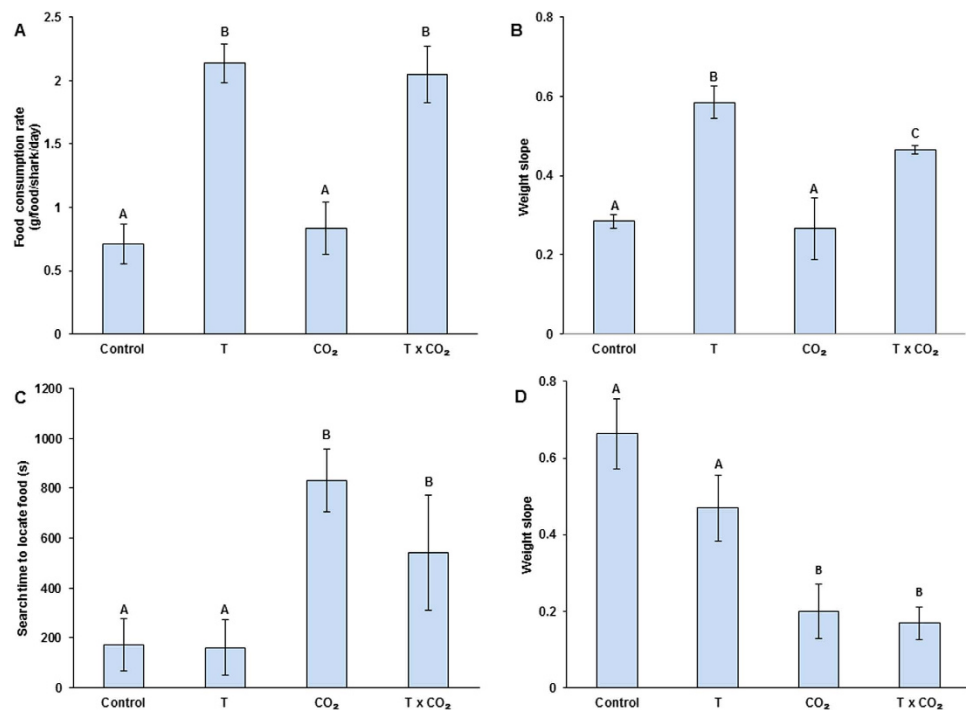 A
Food consumption rate
(g/food/shark/day)
2.5
2
1.5
1
0.5
0
A
B
A
B
Control
T
CO₂
T x CO₂
B
Weight slope
0.8
0.6
0.4
0.2
0
A
B
A
C
Control
T
CO₂
T x CO₂
C
Search time to locate food (s)
1200
1000
800
600
400
200
0
A
A
B
B
Control
T
CO₂
T x CO₂
D
Weight slope
0.8
0.6
0.4
0.2
0
A
A
B
B
Control
T
CO₂
T x CO₂